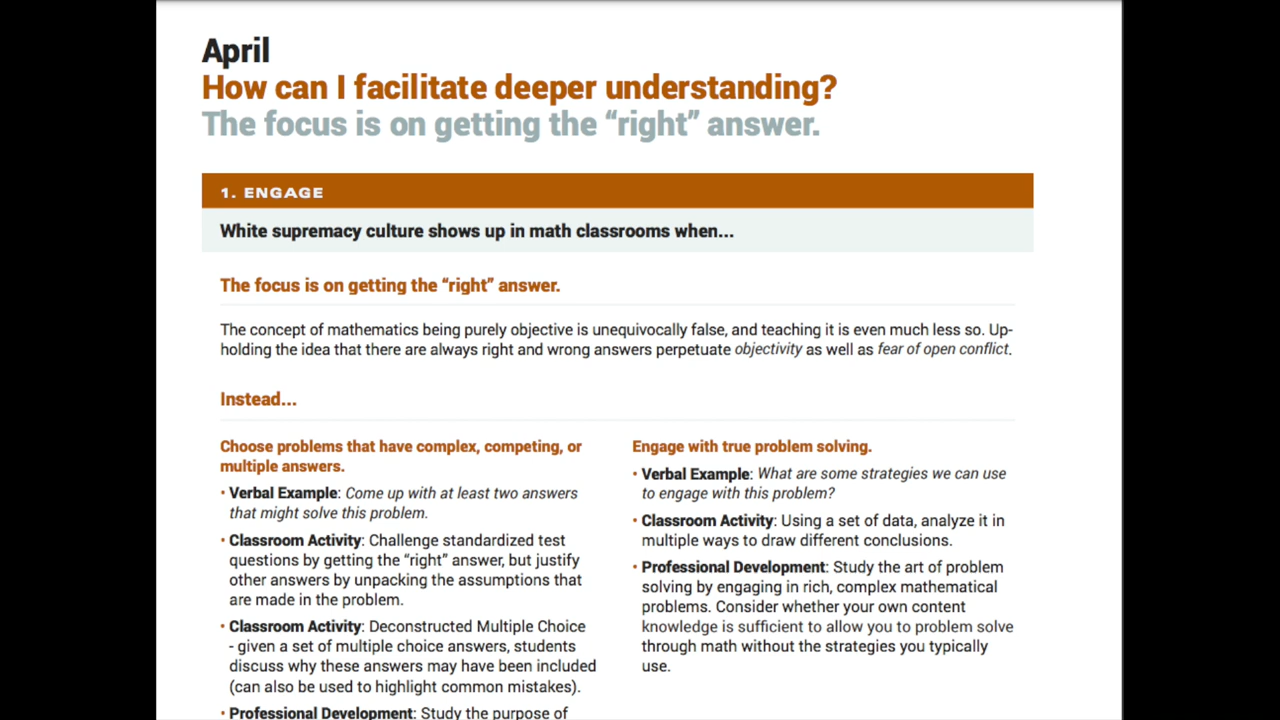 April
How can I facilitate deeper understanding?
The focus is on getting the “right” answer.
1. ENGAGE
White supremacy culture shows up in math classrooms when...
The focus is on getting the “right” answer.
The concept of mathematics being purely objective is unequivocally false, and teaching it is even much less so. Up-
holding the idea that there are always right and wrong answers perpetuate objectivity as well as fear of open conflict.
Instead...
Choose problems that have complex, competing, or
multiple answers.
• Verbal Example: Come up with at least two answers
that might solve this problem.
• Classroom Activity: Challenge standardized test
questions by getting the “right” answer, but justify
other answers by unpacking the assumptions that
are made in the problem.
• Classroom Activity: Deconstructed Multiple Choice
- given a set of multiple choice answers, students
discuss why these answers may have been included
(can also be used to highlight common mistakes).
• Professional Development: Study the purpose of
Engage with true problem solving.
• Verbal Example: What are some strategies we can use
to engage with this problem?
• Classroom Activity: Using a set of data, analyze it in
multiple ways to draw different conclusions.
• Professional Development: Study the art of problem
solving by engaging in rich, complex mathematical
problems. Consider whether your own content
knowledge is sufficient to allow you to problem solve
through math without the strategies you typically
use.